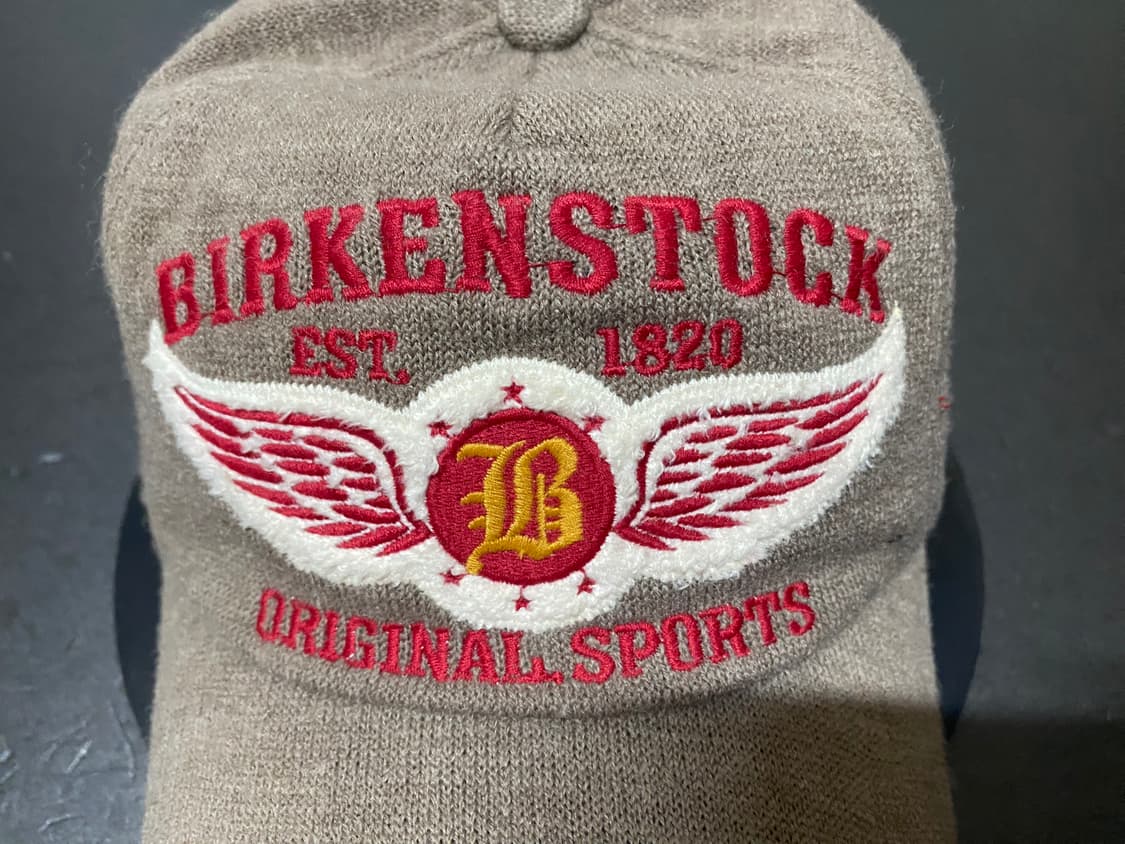 BIRKENSTOCK
EST. 1820
B
ORIGINAL. SPORTS